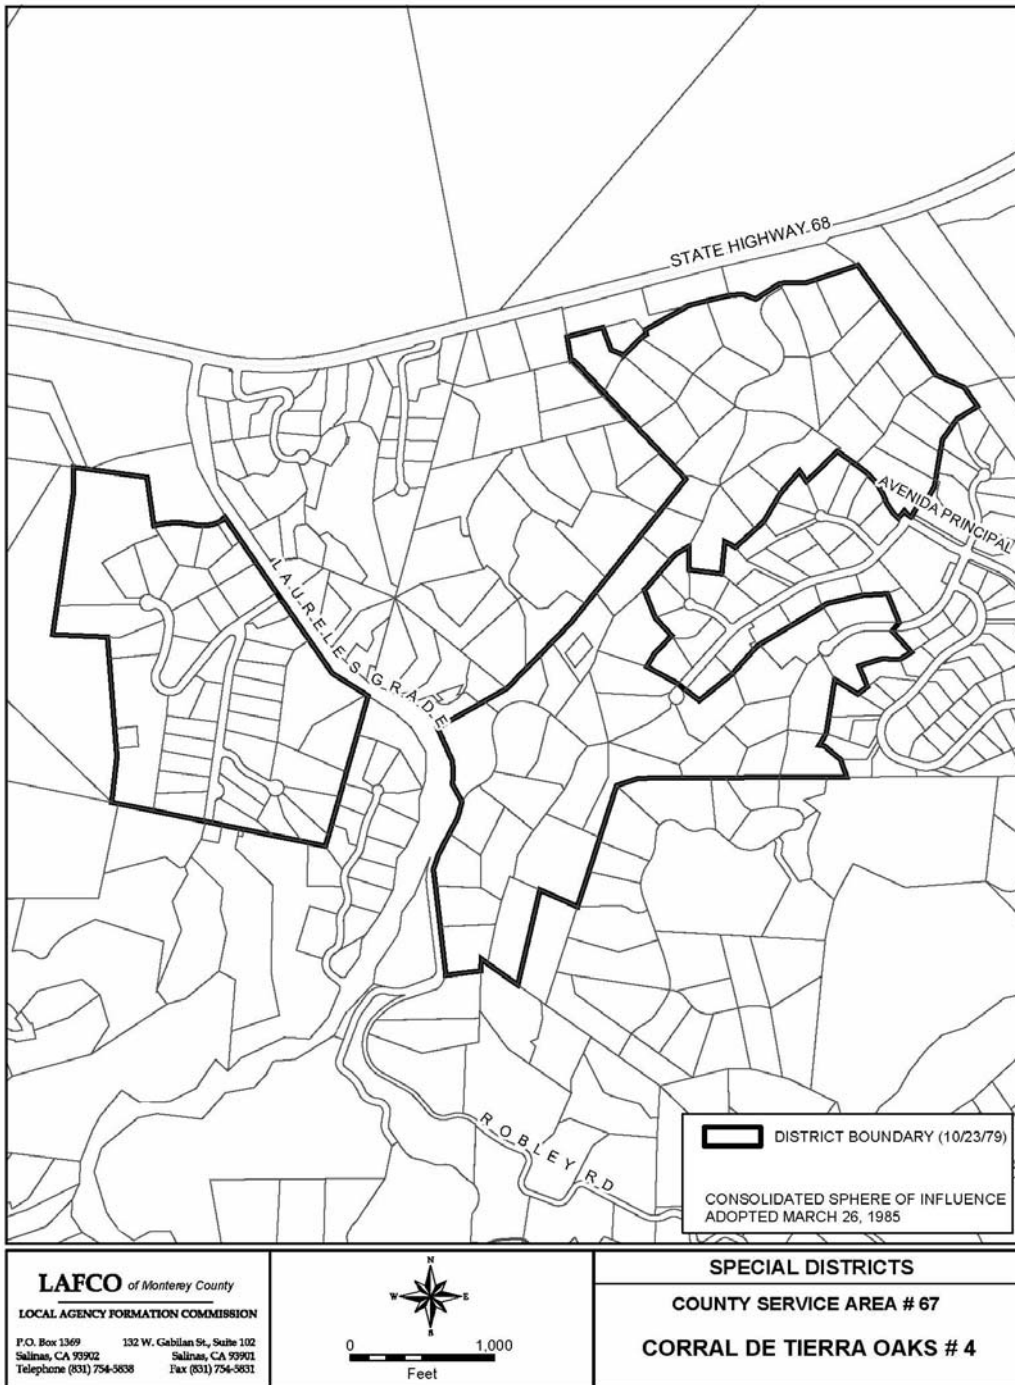 STATE HIGHWAY 68
AVENIDA PRINCIPAL
LAURELES GRADE
ROBLEY RD
DISTRICT BOUNDARY (10/23/79)
CONSOLIDATED SPHERE OF INFLUENCE
ADOPTED MARCH 26, 1985
LAFCO of Monterey County
LOCAL AGENCY FORMATION COMMISSION
P.O. Box 1369 132 W. Gabilan St., Suite 102
Salinas, CA 93902 Salinas, CA 93901
Telephone (831) 754-5838 Fax (831) 754-5831
N
W E
S
0 1,000
Feet
SPECIAL DISTRICTS
COUNTY SERVICE AREA # 67
CORRAL DE TIERRA OAKS # 4